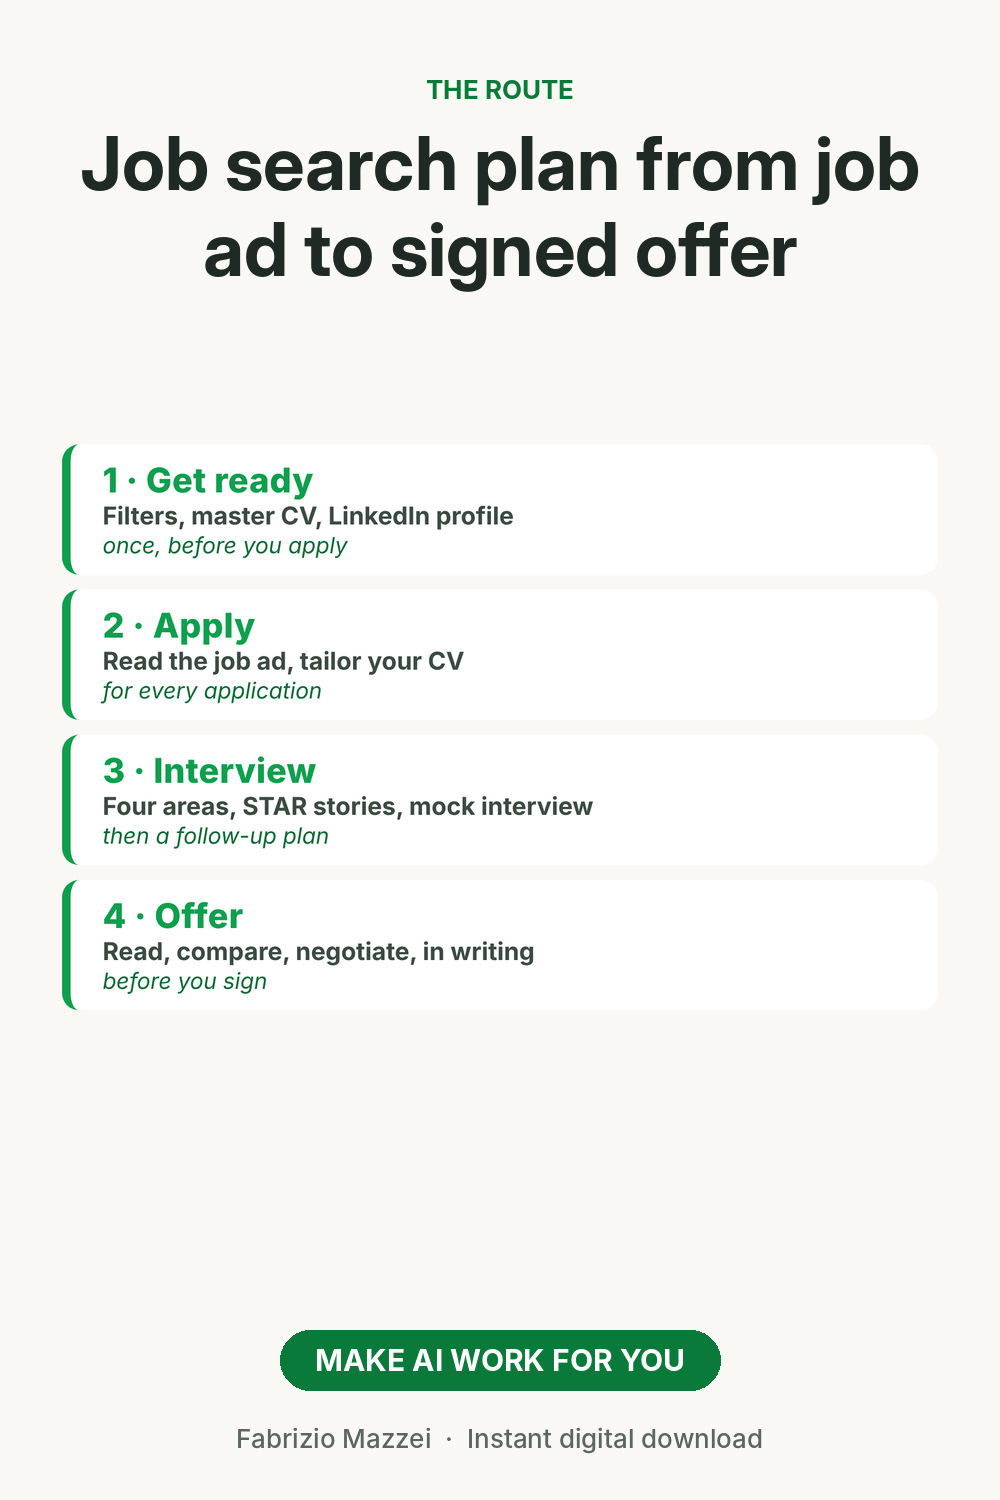 THE ROUTE
Job search plan from job
ad to signed offer
1 · Get ready
Filters, master CV, LinkedIn profile
once, before you apply
2 · Apply
Read the job ad, tailor your CV
for every application
3 · Interview
Four areas, STAR stories, mock interview
then a follow-up plan
4 · Offer
Read, compare, negotiate, in writing
before you sign
MAKE AI WORK FOR YOU
Fabrizio Mazzei · Instant digital download